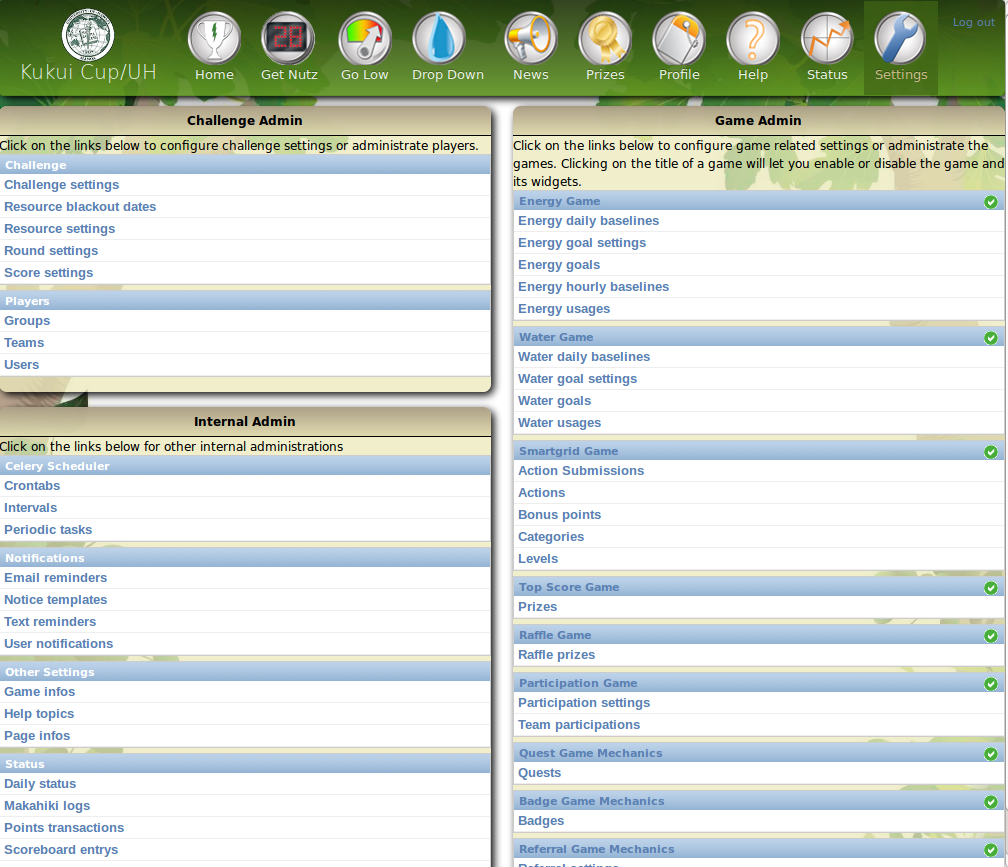 Kukui Cup/UH
Home
Get Nutz
Go Low
Drop Down
News
Prizes
Profile
Help
Status
Settings
Log out
28
Challenge Admin
Click on the links below to configure challenge settings or administrate players.
Challenge
Challenge settings
Resource blackout dates
Resource settings
Round settings
Score settings
Players
Groups
Teams
Users
Internal Admin
Click on the links below for other internal administrations
Celery Scheduler
Crontabs
Intervals
Periodic tasks
Notifications
Email reminders
Notice templates
Text reminders
User notifications
Other Settings
Game infos
Help topics
Page infos
Status
Daily status
Makahiki logs
Points transactions
Scoreboard entrys
Game Admin
Click on the links below to configure game related settings or administrate the
games. Clicking on the title of a game will let you enable or disable the game and
its widgets.
Energy Game
Energy daily baselines
Energy goal settings
Energy goals
Energy hourly baselines
Energy usages
Water Game
Water daily baselines
Water goal settings
Water goals
Water usages
Smartgrid Game
Action Submissions
Actions
Bonus points
Categories
Levels
Top Score Game
Prizes
Raffle Game
Raffle prizes
Participation Game
Participation settings
Team participations
Quest Game Mechanics
Quests
Badge Game Mechanics
Badges
Referral Game Mechanics
Referral settings